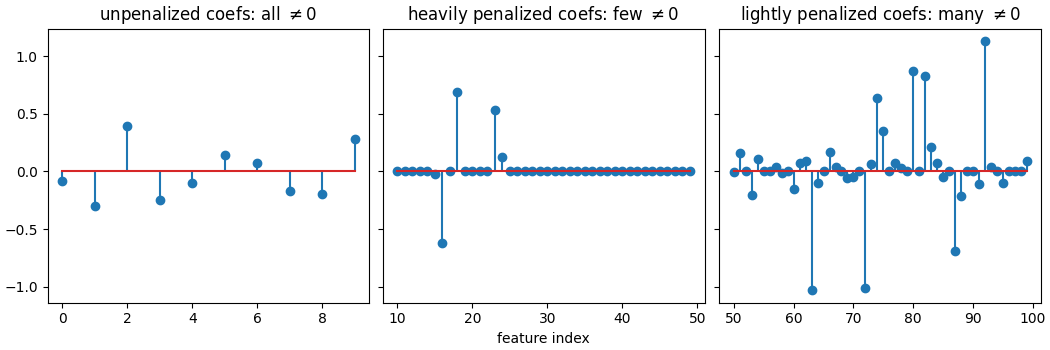 unpenalized coefs: all ≠0
heavily penalized coefs: few ≠0
lightly penalized coefs: many ≠0
1.0
0.5
0.0
−0.5
−1.0
0 2 4 6 8
10 20 30 40 50
50 60 70 80 90 100
feature index